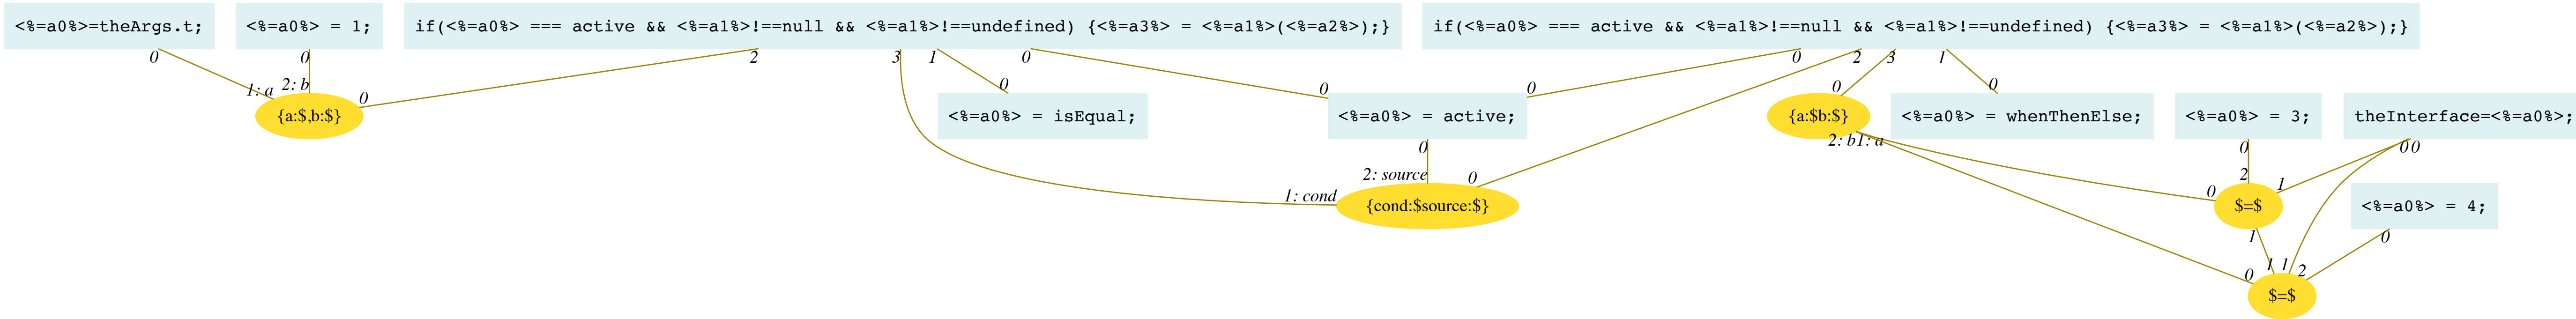 <%=a0%>=theArgs.t;
<%=a0%> = 1;
if(<%=a0%> === active && <%=a1%>!==null && <%=a1%>!==undefined) {<%=a3%> = <%=a1%>(<%=a2%>);}
if(<%=a0%> === active && <%=a1%>!==null && <%=a1%>!==undefined) {<%=a3%> = <%=a1%>(<%=a2%>);}
0
0
2
3
1
0
0
2
3
1
1: a
2: b
0
0
0
0
0
0
{a:$,b:$}
<%=a0%> = isEqual;
<%=a0%> = active;
{a:$b:$}
<%=a0%> = whenThenElse;
<%=a0%> = 3;
theInterface=<%=a0%>;
0
2: b
1: a
0
0
0
1: cond
2: source
0
0
2
1
{cond:$source:$}
$=$
<%=a0%> = 4;
1
0
0
1
1
2
$=$